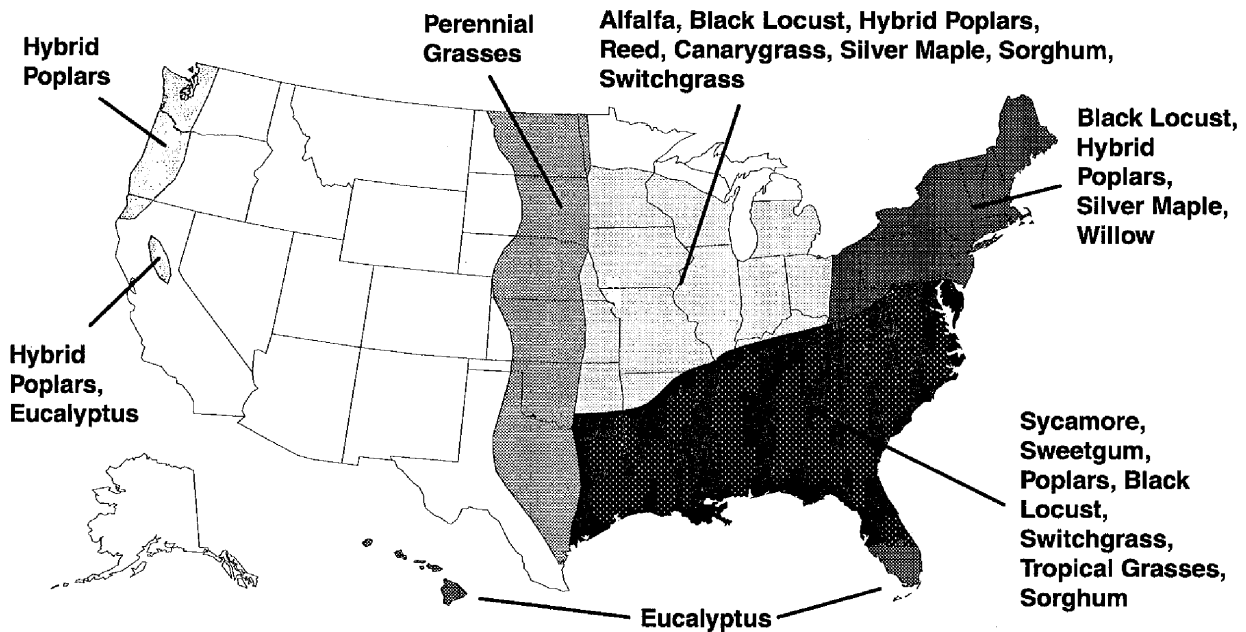 Hybrid
Poplars
Perennial
Grasses
Alfalfa, Black Locust, Hybrid Poplars,
Reed, Canarygrass, Silver Maple, Sorghum,
Switchgrass
Black Locust,
Hybrid
Poplars,
Silver Maple,
Willow
Hybrid
Poplars,
Eucalyptus
Sycamore,
Sweetgum,
Poplars, Black
Locust,
Switchgrass,
Tropical Grasses,
Sorghum
Eucalyptus